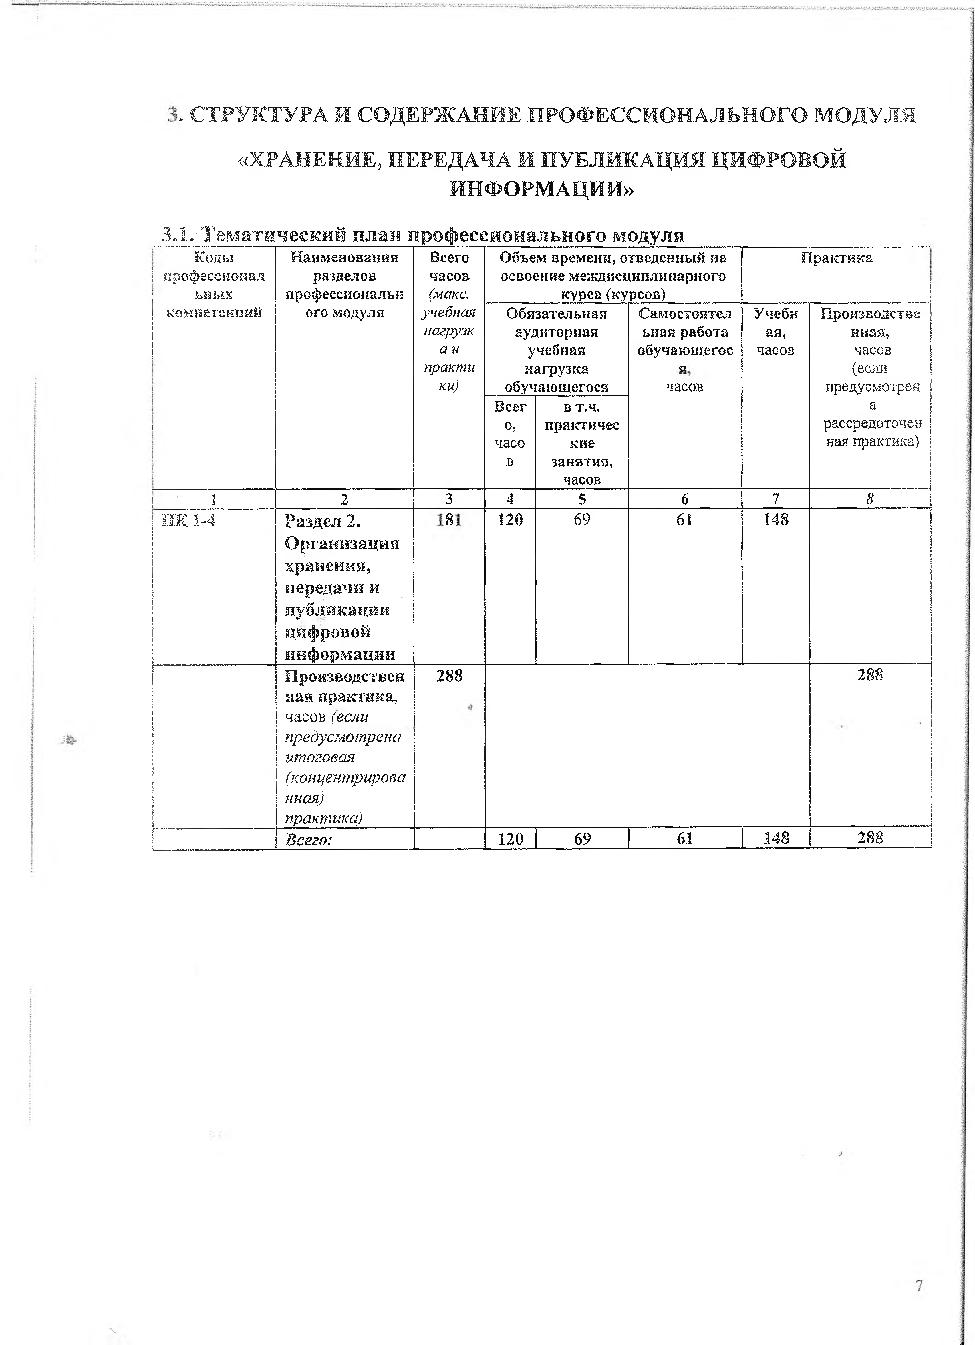 3. СТРУКТУРА И СОДЕРЖАНИЕ ПРОФЕССИОНАЛЬНОГО МОДУЛЯ
«ХРАНЕНИЕ, ПЕРЕДАЧА И ПУБЛИКАЦИЯ ЦИФРОВОЙ
ИНФОРМАЦИИ»
3.1. Тематический план профессионального модуля
Коды
профессионал
ьных
компетенций
Наименования
разделов
профессиональн
ого модуля
Всего
часов
(макс.
учебная
нагрузк
а и
практи
ки)
Объем времени, отведенный на
освоение междисциплинарного
курса (курсов)
Практика
Обязательная
аудиторная
учебная
нагрузка
обучающегося
Самостоятел
ьная работа
обучающегос
я,
часов
Учебн
ая,
часов
Производстве
нная,
часов
(если
предусмотрен
а
рассредоточен
ная практика)
Всег
о,
часо
в
в т.ч.
практичес
кие
занятия,
часов
1 2 3 4 5 6 7 8
ПК 1-4
Раздел 2.
Организация
хранения,
передачи и
публикации
цифровой
информации
181 120 69 61 148
Производствен
ная практика,
часов (если
предусмотрена
итоговая
(концентрирова
нная)
практика)
288 288
Всего: 120 69 61 148 288
7